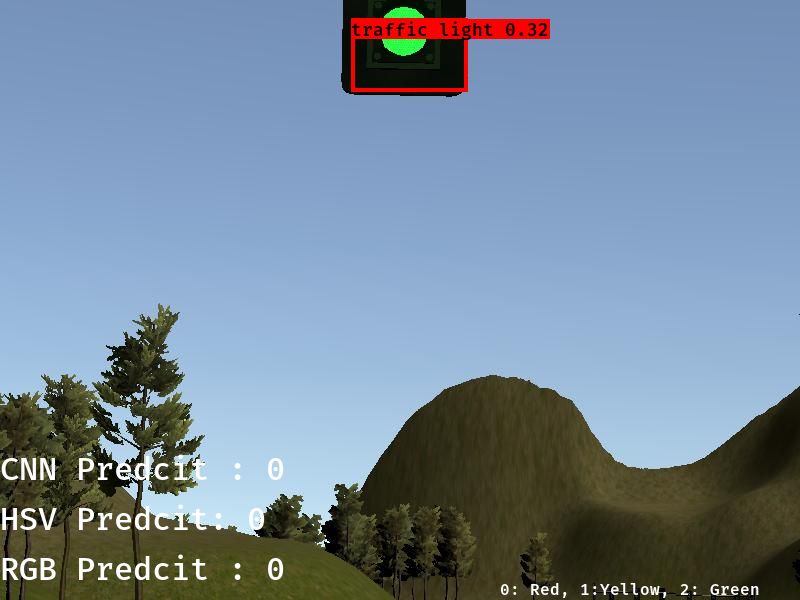 traffic light 0.32
CNN Predcit : 0
HSV Predcit: 0
RGB Predcit : 0
0: Red, 1:Yellow, 2: Green